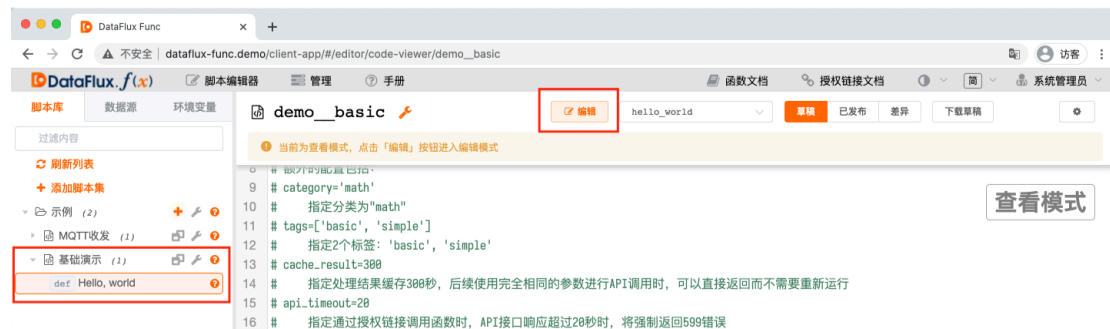 DataFlux Func
不安全 dataflux-func.demo/client-app/#/editor/code-viewer/demo__basic 访客
DataFlux.f(x) 脚本编辑器 管理 手册 函数文档 授权链接文档 简 系统管理员
脚本库 数据源 环境变量
demo__basic 编辑 hello_world 草稿 已发布 差异 下载草稿
过滤内容
当前为查看模式，点击「编辑」按钮进入编辑模式
刷新列表
添加脚本集
示例 (2)
MQTT收发 (1)
基础演示 (1)
def Hello, world
查看模式
8 # 额外的配置包括：
9 # category='math'
10 # 指定分类为"math"
11 # tags=['basic', 'simple']
12 # 指定2个标签：'basic', 'simple'
13 # cache_result=300
14 # 指定处理结果缓存300秒，后续使用完全相同的参数进行API调用时，可以直接返回而不需要重新运行
15 # api_timeout=20
16 # 指定通过授权链接调用函数时，API接口响应超过20秒时，将强制返回599错误